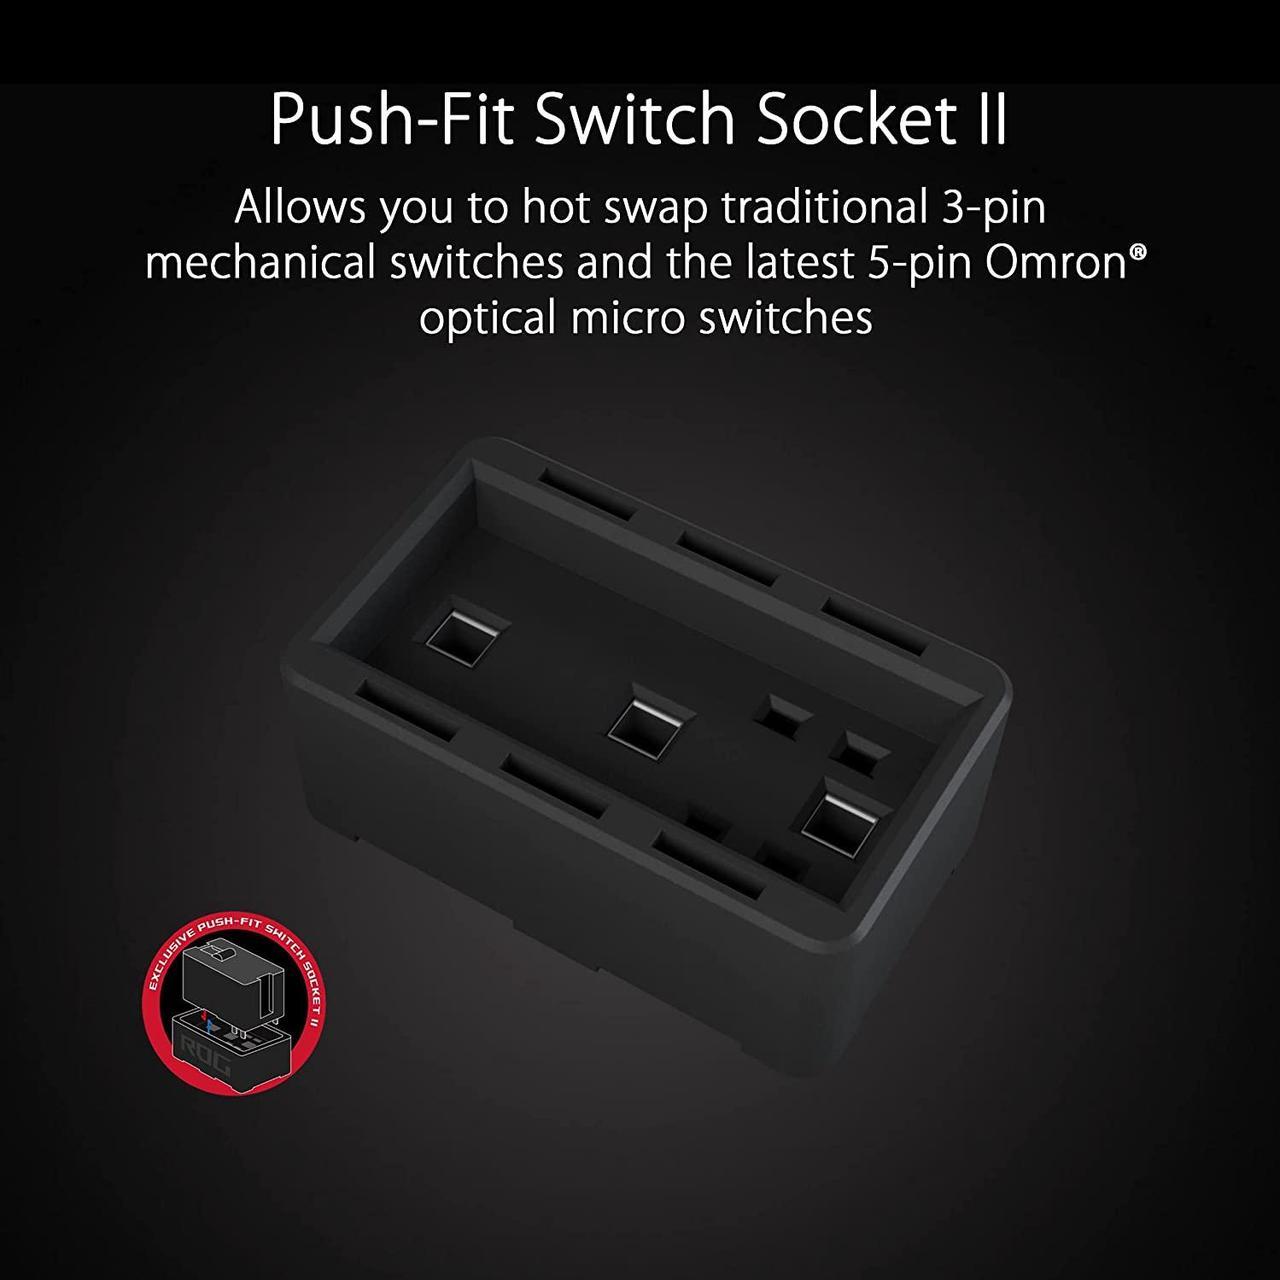 Push-Fit Switch Socket II
Allows you to hot swap traditional 3-pin
mechanical switches and the latest 5-pin Omron®
optical micro switches
EXCLUSIVE PUSH-FIT SWITCH SOCKET II
ROG